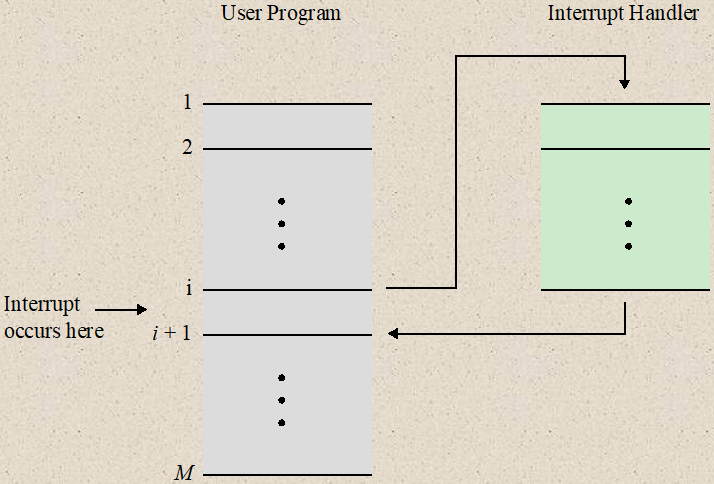 User Program
Interrupt Handler
1
2
i
Interrupt
occurs here
i + 1
M